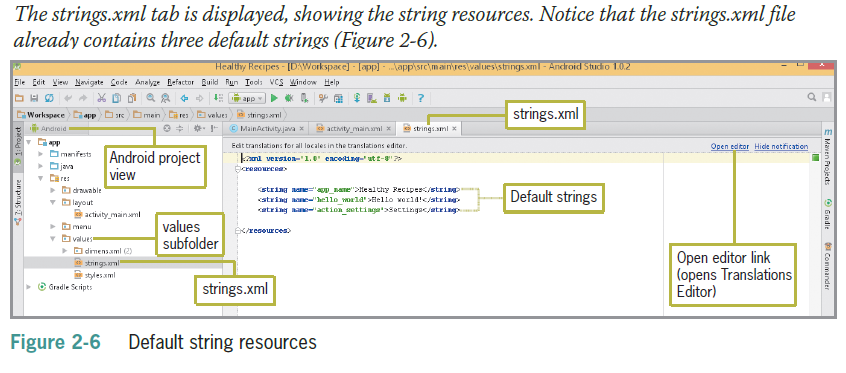 The strings.xml tab is displayed, showing the string resources. Notice that the strings.xml file
already contains three default strings (Figure 2-6).
Healthy Recipes - [D:\Workspace] - [app] - ...\app\src\main\res\values\strings.xml - Android Studio 1.0.2
File Edit View Navigate Code Analyze Refactor Build Run Tools VCS Window Help
app
Workspace app src main res values strings.xml
strings.xml
Android
MainActivity.java × activity_main.xml × strings.xml ×
1: Project
app
manifests
java
res
drawable
layout
activity_main.xml
menu
values
dimens.xml (2)
strings.xml
styles.xml
Gradle Scripts
7: Structure
Android project
view
values
subfolder
strings.xml
Edit translations for all locales in the translations editor.
Open editor Hide notification
<?xml version="1.0" encoding="utf-8"?>
<resources>
<string name="app_name">Healthy Recipes</string>
<string name="hello_world">Hello world!</string>
<string name="action_settings">Settings</string>
</resources>
Default strings
Open editor link
(opens Translations
Editor)
m Maven Projects
Gradle
Commander
Figure 2-6 Default string resources